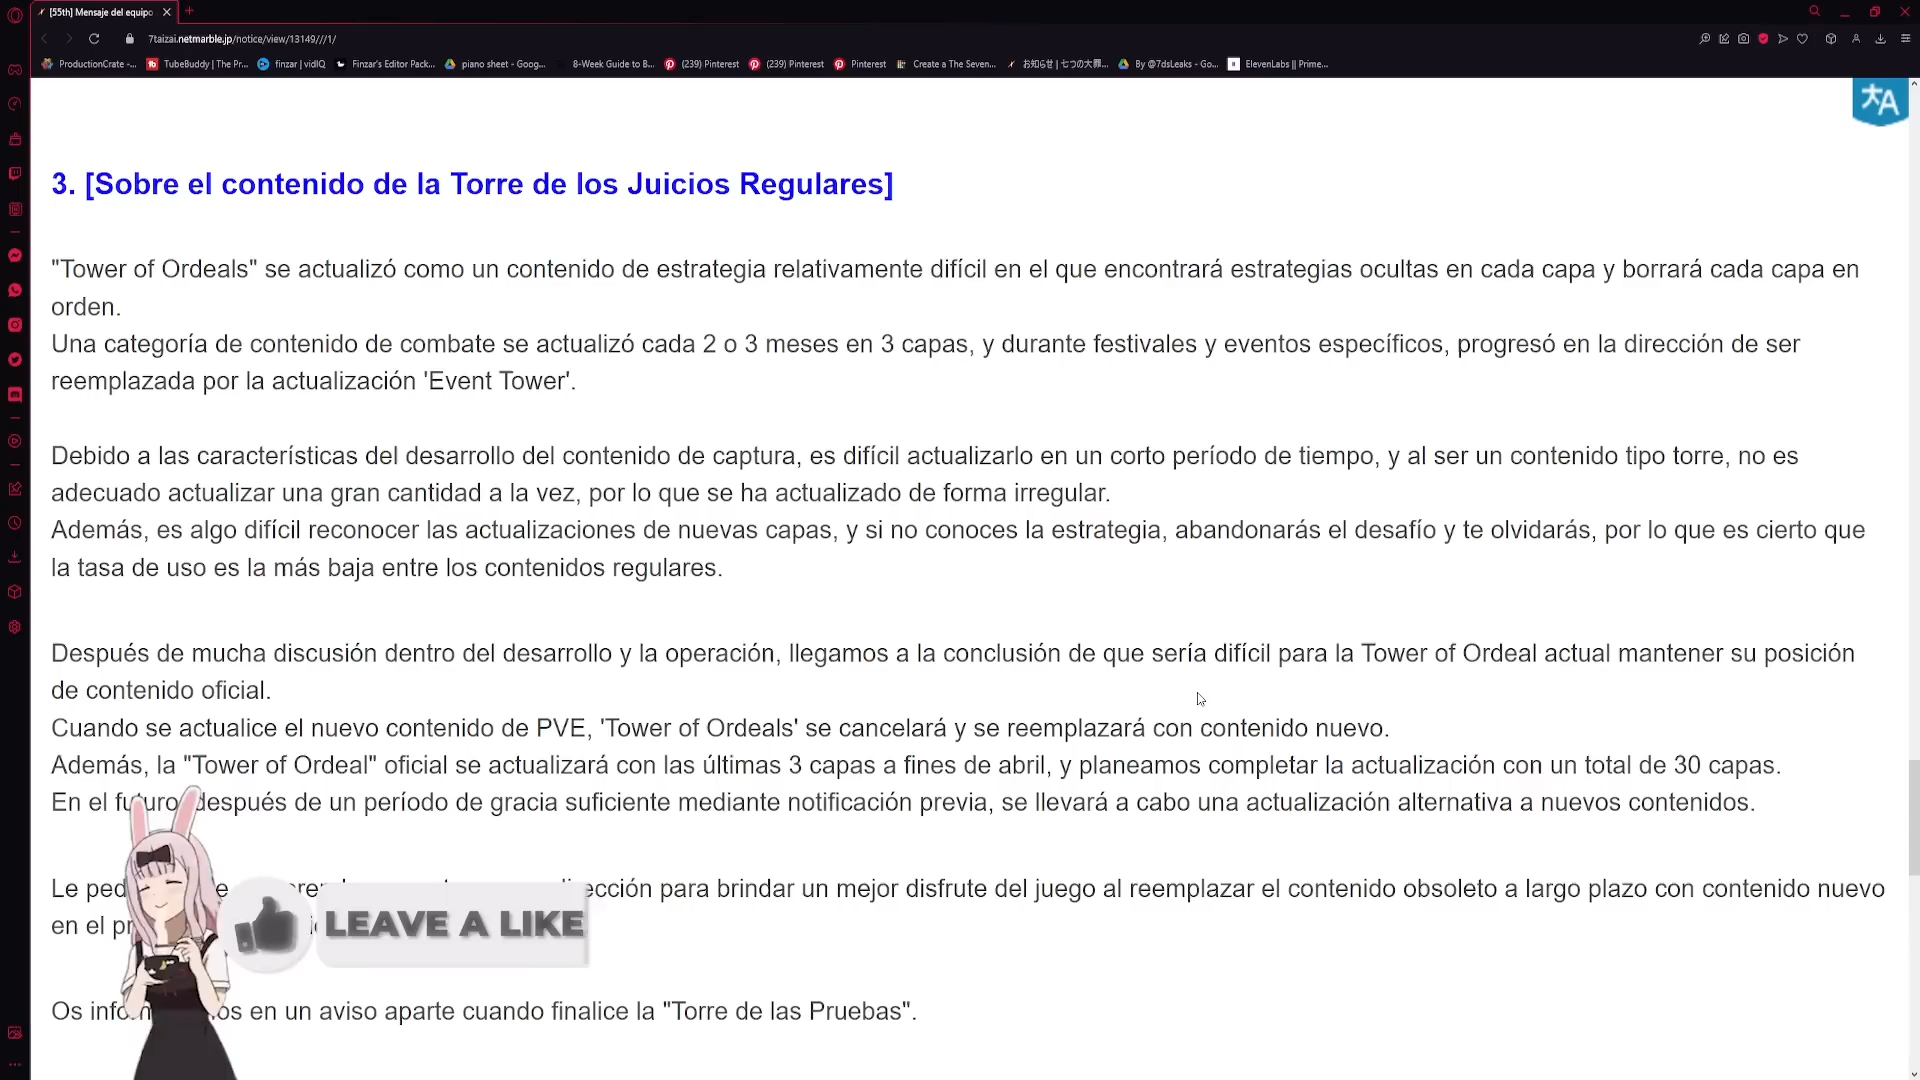 [55th] Mensaje del equipo
7taizai.netmarble.jp/notice/view/13149///1/
ProductionCrate -... TubeBuddy | The Pr... finzar | vidIQ Finzar's Editor Pack... piano sheet - Goog... 8-Week Guide to B... (239) Pinterest (239) Pinterest Pinterest Create a The Seven... お知らせ | 七つの大罪... By @7dsLeaks - Go... ElevenLabs || Prime...
大A
3. [Sobre el contenido de la Torre de los Juicios Regulares]
"Tower of Ordeals" se actualizó como un contenido de estrategia relativamente difícil en el que encontrará estrategias ocultas en cada capa y borrará cada capa en
orden.
Una categoría de contenido de combate se actualizó cada 2 o 3 meses en 3 capas, y durante festivales y eventos específicos, progresó en la dirección de ser
reemplazada por la actualización 'Event Tower'.
Debido a las características del desarrollo del contenido de captura, es difícil actualizarlo en un corto período de tiempo, y al ser un contenido tipo torre, no es
adecuado actualizar una gran cantidad a la vez, por lo que se ha actualizado de forma irregular.
Además, es algo difícil reconocer las actualizaciones de nuevas capas, y si no conoces la estrategia, abandonarás el desafío y te olvidarás, por lo que es cierto que
la tasa de uso es la más baja entre los contenidos regulares.
Después de mucha discusión dentro del desarrollo y la operación, llegamos a la conclusión de que sería difícil para la Tower of Ordeal actual mantener su posición
de contenido oficial.
Cuando se actualice el nuevo contenido de PVE, 'Tower of Ordeals' se cancelará y se reemplazará con contenido nuevo.
Además, la "Tower of Ordeal" oficial se actualizará con las últimas 3 capas a fines de abril, y planeamos completar la actualización con un total de 30 capas.
En el futuro, después de un período de gracia suficiente mediante notificación previa, se llevará a cabo una actualización alternativa a nuevos contenidos.
Le para brindar un mejor disfrute del juego al reemplazar el contenido obsoleto a largo plazo con contenido nuevo
en el
LEAVE A LIKE
Os en un aviso aparte cuando finalice la "Torre de las Pruebas".